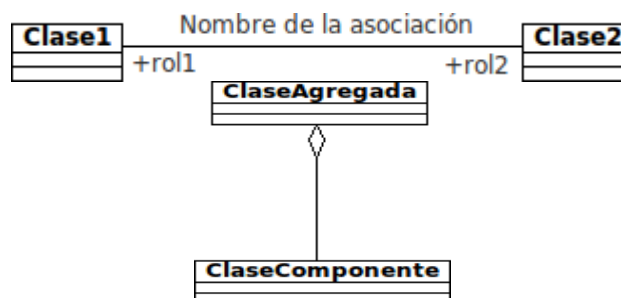 Nombre de la asociación
Clase1
Clase2
+rol1
+rol2
ClaseAgregada
ClaseComponente